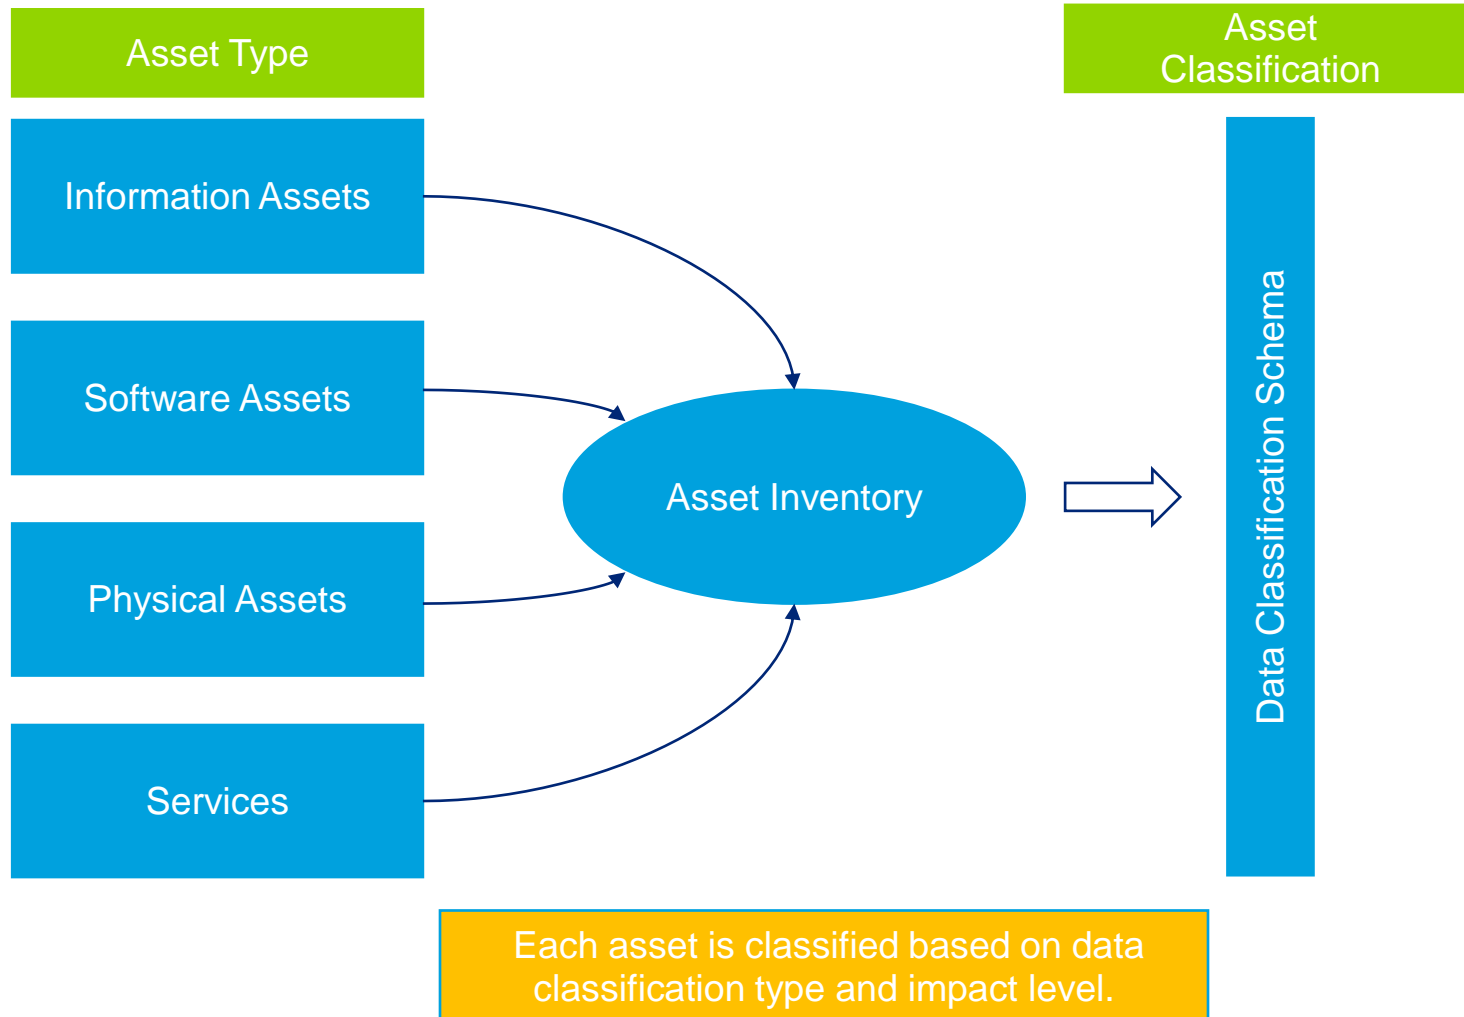 Asset Type
Asset
Classification
Information Assets
Software Assets
Asset Inventory
Physical Assets
Services
Data Classification Schema
Each asset is classified based on data
classification type and impact level.